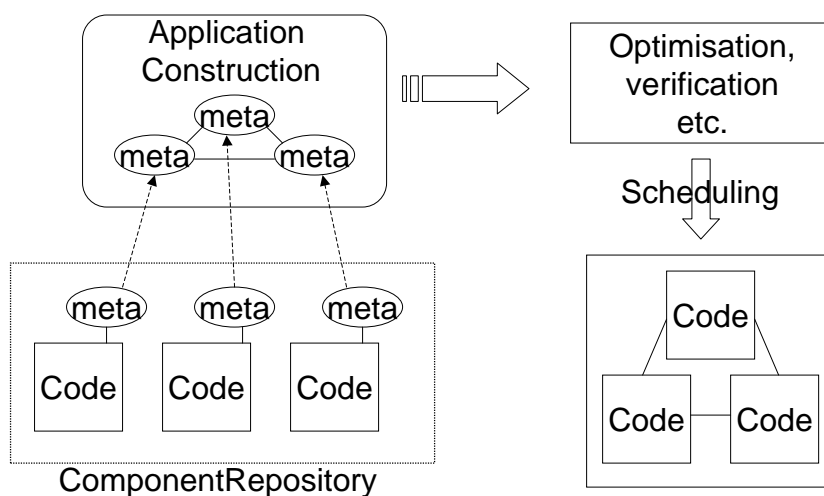 Application
Construction
meta
meta
meta
meta
meta
meta
Code
Code
Code
ComponentRepository
Optimisation,
verification
etc.
Scheduling
Code
Code
Code